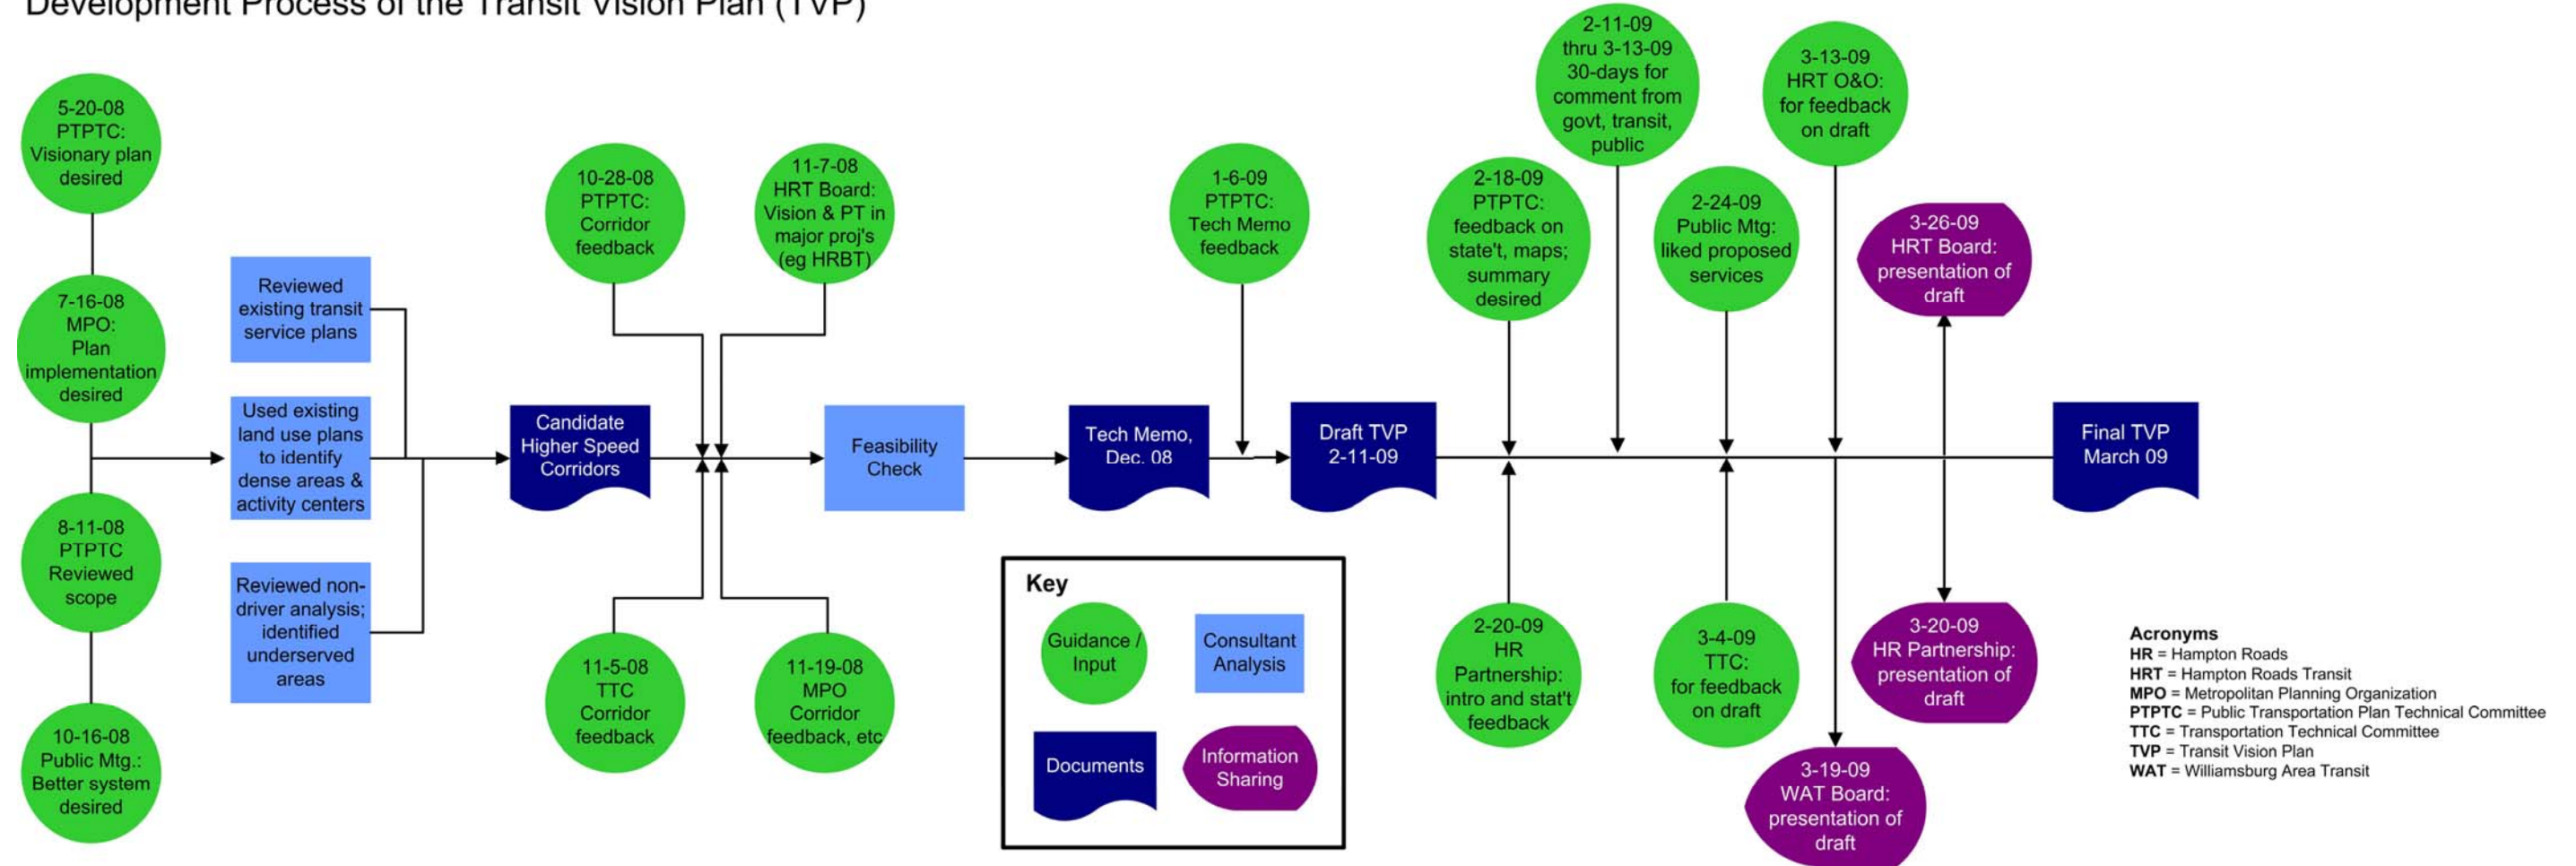 Development Process of the Transit Vision Plan (TVP)
5-20-08
PTPTC:
Visionary plan
desired
7-16-08
MPO:
Plan
implementation
desired
8-11-08
PTPTC
Reviewed
scope
10-16-08
Public Mtg.:
Better system
desired
Reviewed
existing transit
service plans
Used existing
land use plans
to identify
dense areas &
activity centers
Reviewed non-
driver analysis;
identified
underserved
areas
Candidate
Higher Speed
Corridors
10-28-08
PTPTC:
Corridor
feedback
11-7-08
HRT Board:
Vision & PT in
major proj's
(eg HRBT)
11-5-08
TTC
Corridor
feedback
11-19-08
MPO
Corridor
feedback, etc
Feasibility
Check
Tech Memo,
Dec. 08
1-6-09
PTPTC:
Tech Memo
feedback
Draft TVP
2-11-09
2-18-09
PTPTC:
feedback on
state't, maps;
summary
desired
2-11-09
thru 3-13-09
30-days for
comment from
govt, transit,
public
2-24-09
Public Mtg:
liked proposed
services
3-13-09
HRT O&O:
for feedback
on draft
3-26-09
HRT Board:
presentation of
draft
2-20-09
HR
Partnership:
intro and stat't
feedback
3-4-09
TTC:
for feedback
on draft
3-19-09
WAT Board:
presentation of
draft
3-20-09
HR Partnership:
presentation of
draft
Final TVP
March 09
Key
Guidance /
Input
Consultant
Analysis
Documents
Information
Sharing
Acronyms
HR = Hampton Roads
HRT = Hampton Roads Transit
MPO = Metropolitan Planning Organization
PTPTC = Public Transportation Plan Technical Committee
TTC = Transportation Technical Committee
TVP = Transit Vision Plan
WAT = Williamsburg Area Transit